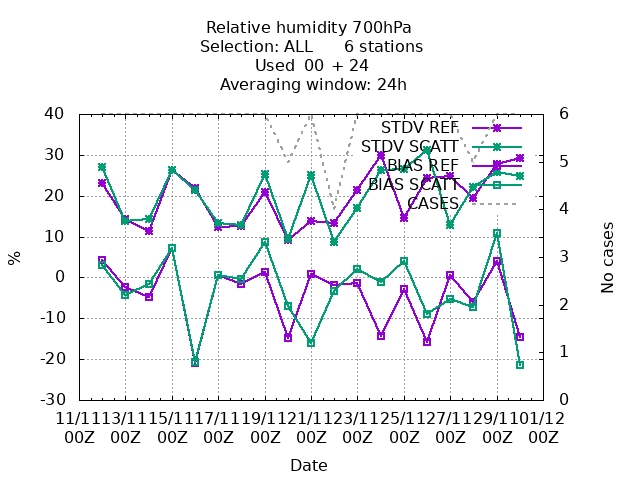 Relative humidity 700hPa
Selection: ALL 6 stations
Used 00 + 24
Averaging window: 24h
40 6
STDV REF
STDV SCATT
30 5
BIAS REF
BIAS SCATT
20 4
CASES
10 3
% No cases
0
-10 2
-20 1
-30 0
11/11 13/11 15/11 17/11 19/11 21/11 23/11 25/11 27/11 29/11 01/12
00Z 00Z 00Z 00Z 00Z 00Z 00Z 00Z 00Z 00Z 00Z
Date